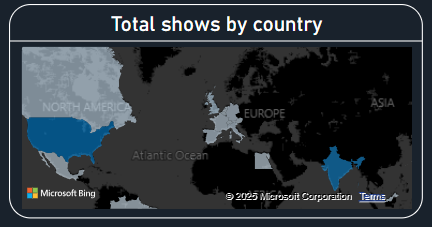 Total shows by country
NORTH AMERICA
EUROPE
ASIA
Atlantic Ocean
Microsoft Bing
© 2025 Microsoft Corporation Terms